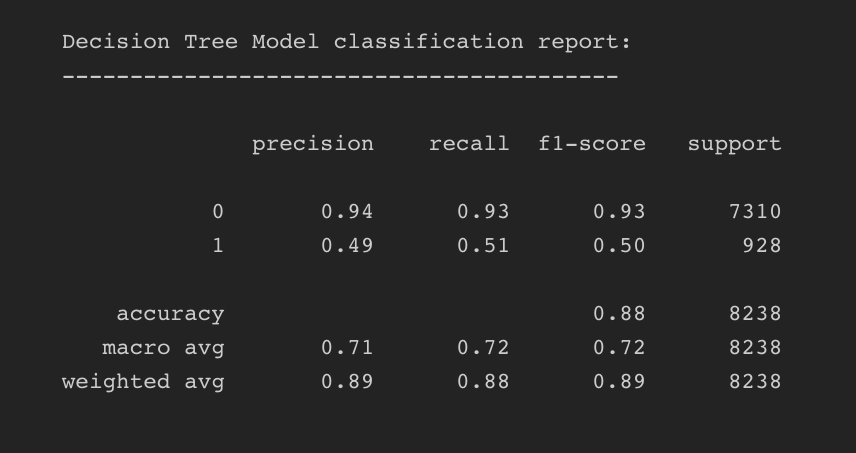 Decision Tree Model classification report:
-----------------------------------------
precision recall f1-score support
0 0.94 0.93 0.93 7310
1 0.49 0.51 0.50 928
accuracy 0.88 8238
macro avg 0.71 0.72 0.72 8238
weighted avg 0.89 0.88 0.89 8238